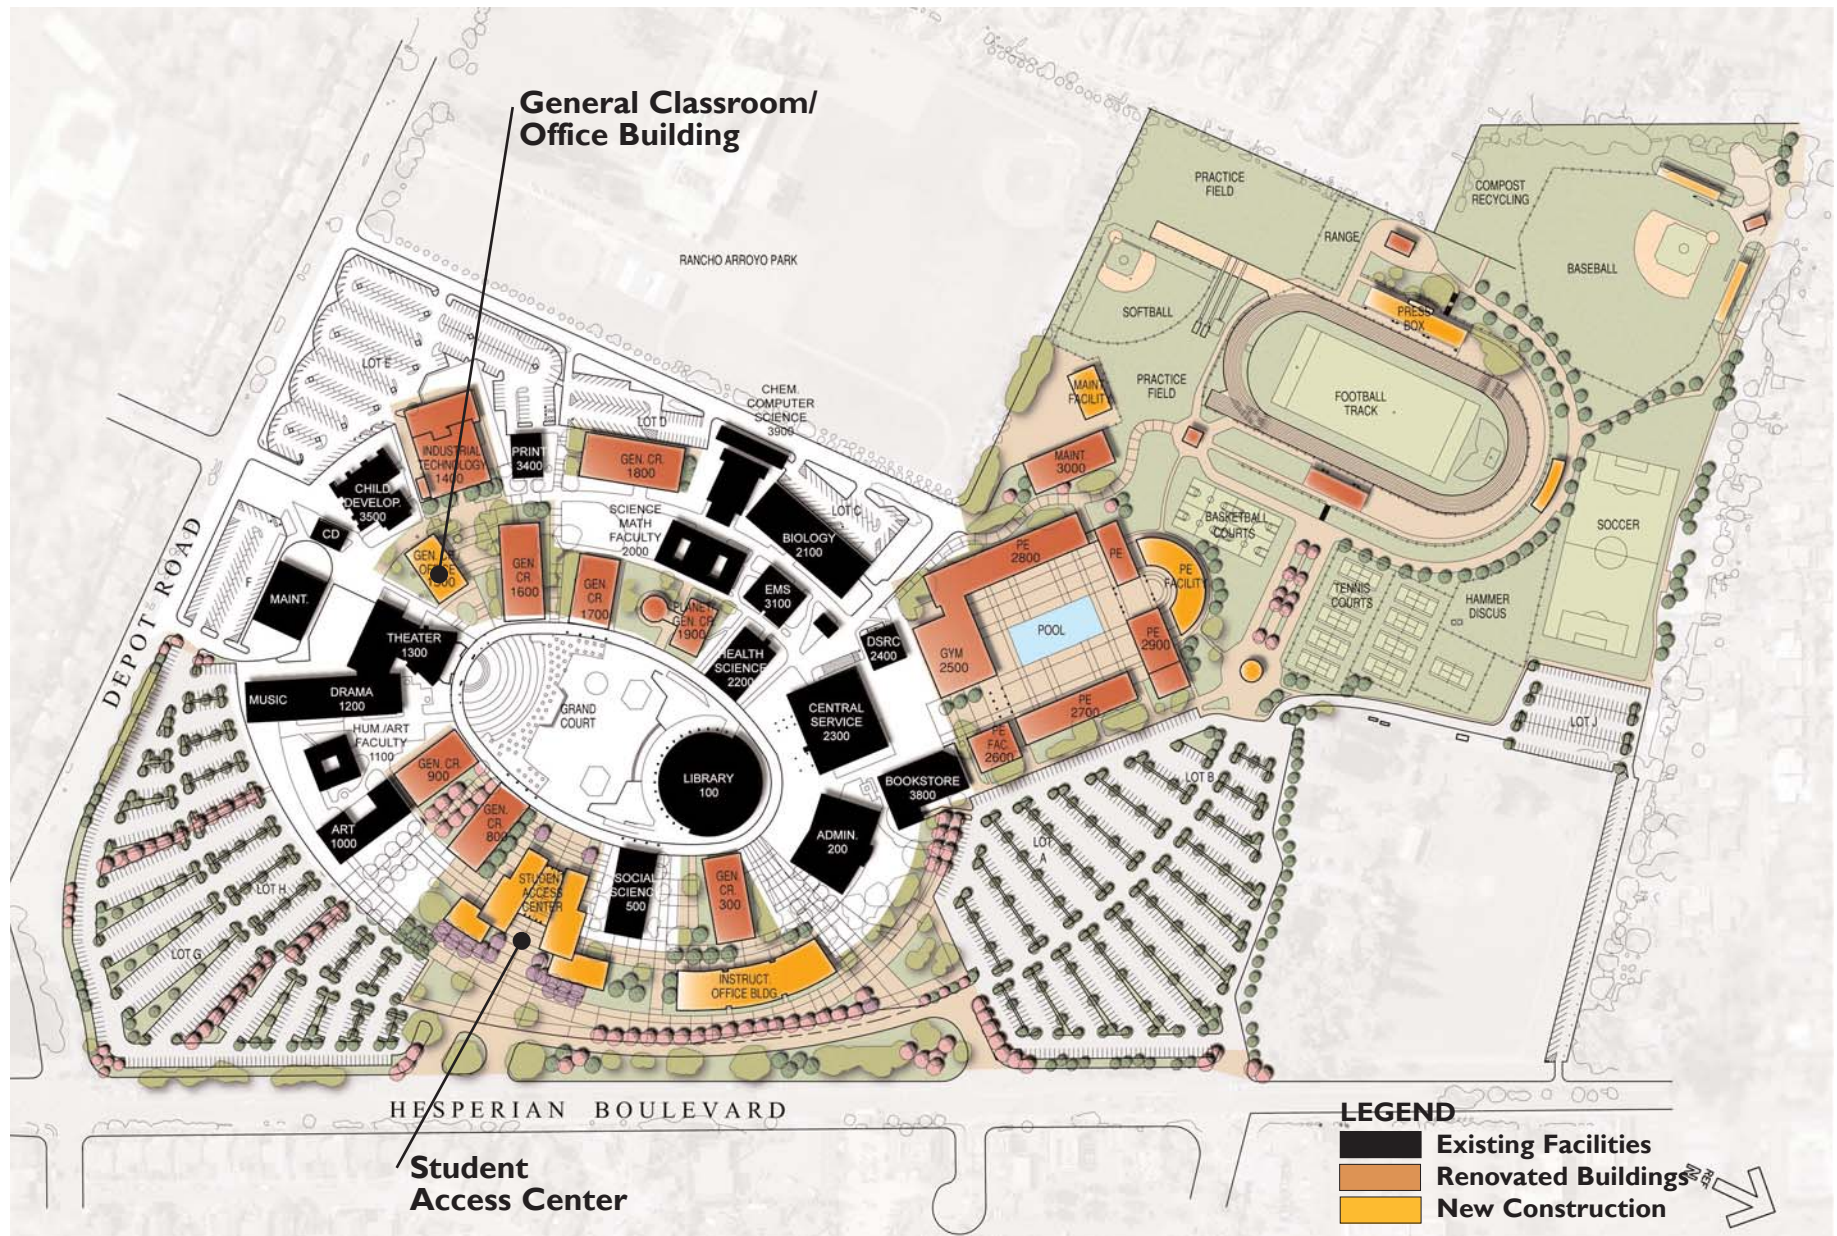 General Classroom/
Office Building
PRACTICE
FIELD
COMPOST
RECYCLING
RANGE
RANCHO ARROYO PARK
BASEBALL
SOFTBALL
PRESS
BOX
LOT E
CHEM.
COMPUTER
SCIENCE
3900
MAINT
FACILITY
PRACTICE
FIELD
FOOTBALL
TRACK
LOT D
INDUSTRIAL
TECHNOLOGY
1400
PRINT
3400
GEN. CR.
1800
MAINT
3000
CHILD
DEVELOP.
3500
SCIENCE
MATH
FACULTY
2000
LOT C
BIOLOGY
2100
BASKETBALL
COURTS
SOCCER
CD
GEN. CR.
OFFICE
1500
GEN
CR
1600
GEN.
CR
1700
PE
2800
PE
PE
FACILITY
F
MAINT.
EMS
3100
PLANET/
GEN. CR.
1900
TENNIS
COURTS
HAMMER
DISCUS
DEPOT ROAD
THEATER
1300
HEALTH
SCIENCE
2200
DSRC
2400
GYM
2500
POOL
PE
2900
MUSIC
DRAMA
1200
GRAND
COURT
CENTRAL
SERVICE
2300
PE
2700
LOT J
HUM./ART
FACULTY
1100
PE
FAC.
2600
GEN. CR.
900
LIBRARY
100
BOOKSTORE
3800
LOT B
GEN.
CR.
800
ART
1000
ADMIN.
200
LOT
A
STUDENT
ACCESS
CENTER
SOCIAL
SCIENCE
500
GEN
CR.
300
LOT H
LOT G
INSTRUCT.
OFFICE BLDG.
HESPERIAN BOULEVARD
Student
Access Center
LEGEND
Existing Facilities
Renovated Buildings
New Construction
REF
N